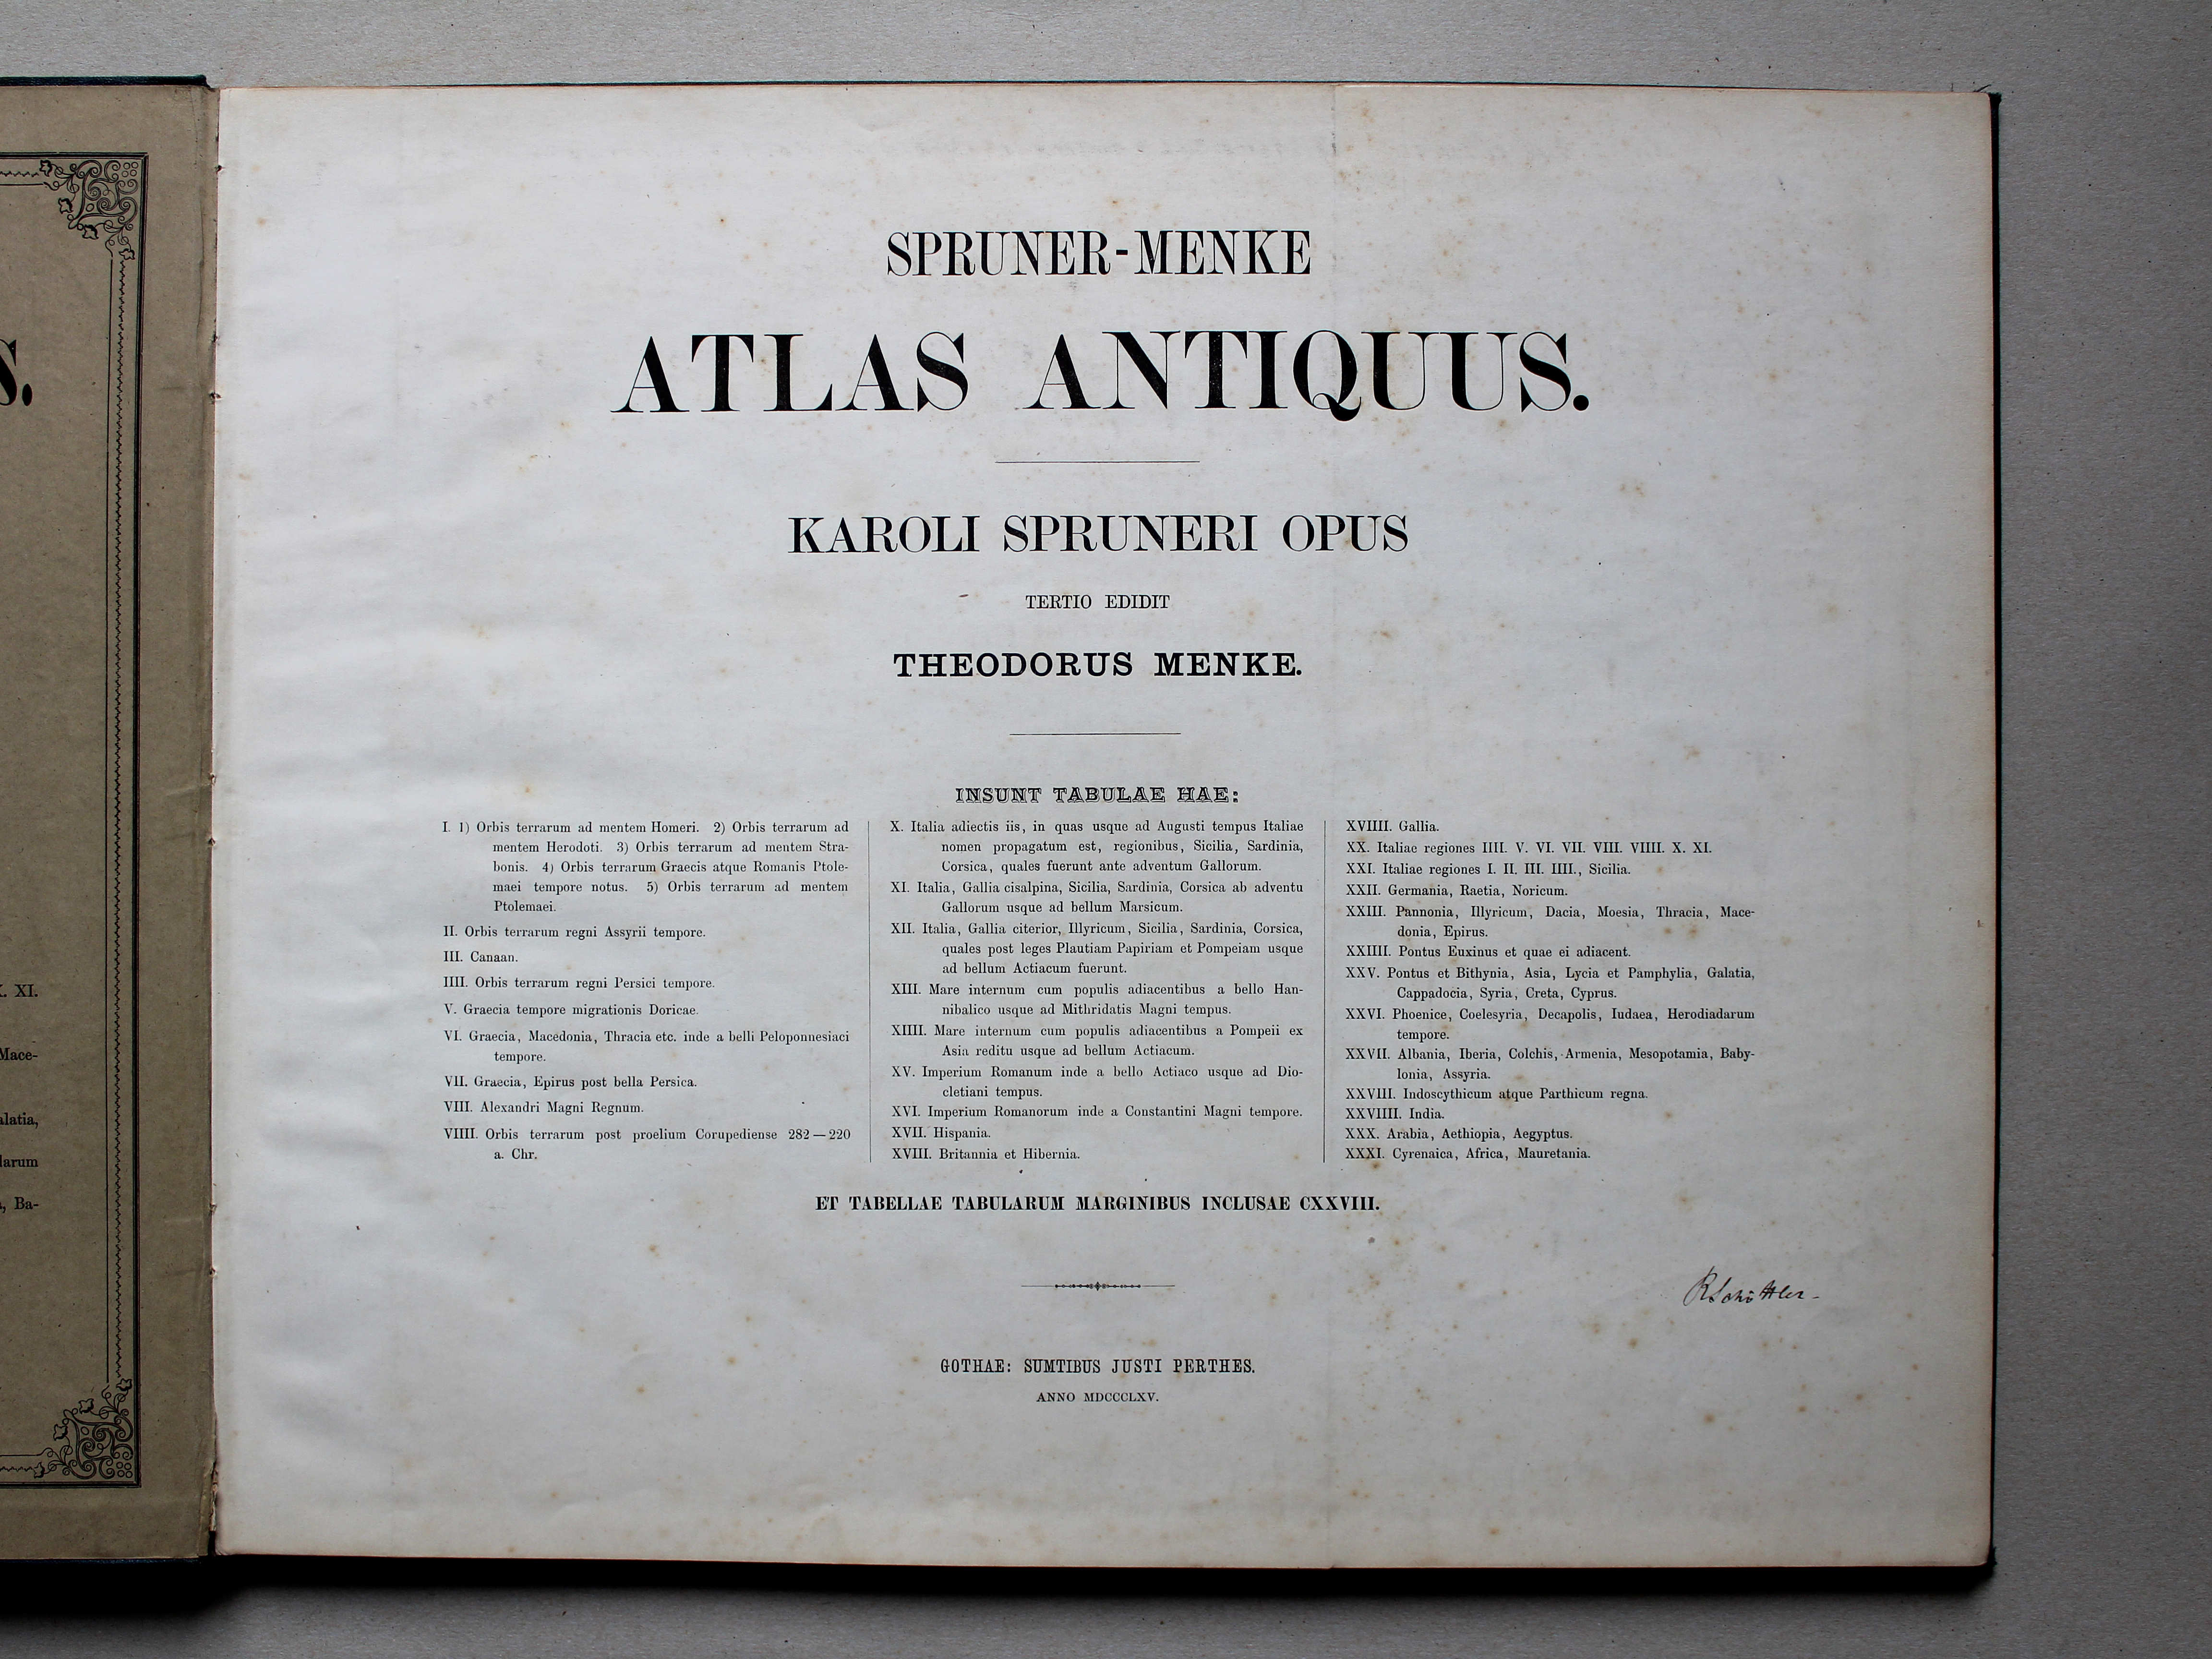 S.
X. XI.
Mace-
alatia,
darum
, Ba-
SPRUNER-MENKE
ATLAS ANTIQUUS.
KAROLI SPRUNERI OPUS
TERTIO EDIDIT
THEODORUS MENKE.
INSUNT TABULAE HAE:
I. 1) Orbis terrarum ad mentem Homeri. 2) Orbis terrarum ad
mentem Herodoti. 3) Orbis terrarum ad mentem Stra-
bonis. 4) Orbis terrarum Graecis atque Romanis Ptole-
maei tempore notus. 5) Orbis terrarum ad mentem
Ptolemaei.
II. Orbis terrarum regni Assyrii tempore.
III. Canaan.
IIII. Orbis terrarum regni Persici tempore.
V. Graecia tempore migrationis Doricae.
VI. Graecia, Macedonia, Thracia etc. inde a belli Peloponnesiaci
tempore.
VII. Graecia, Epirus post bella Persica.
VIII. Alexandri Magni Regnum.
VIIII. Orbis terrarum post proelium Corupediense 282—220
a. Chr.
X. Italia adiectis iis, in quas usque ad Augusti tempus Italiae
nomen propagatum est, regionibus, Sicilia, Sardinia,
Corsica, quales fuerunt ante adventum Gallorum.
XI. Italia, Gallia cisalpina, Sicilia, Sardinia, Corsica ab adventu
Gallorum usque ad bellum Marsicum.
XII. Italia, Gallia citerior, Illyricum, Sicilia, Sardinia, Corsica,
quales post leges Plautiam Papiriam et Pompeiam usque
ad bellum Actiacum fuerunt.
XIII. Mare internum cum populis adiacentibus a bello Han-
nibalico usque ad Mithridatis Magni tempus.
XIIII. Mare internum cum populis adiacentibus a Pompeii ex
Asia reditu usque ad bellum Actiacum.
XV. Imperium Romanum inde a bello Actiaco usque ad Dio-
cletiani tempus.
XVI. Imperium Romanorum inde a Constantini Magni tempore.
XVII. Hispania.
XVIII. Britannia et Hibernia.
XVIIII. Gallia.
XX. Italiae regiones IIII. V. VI. VII. VIII. VIIII. X. XI.
XXI. Italiae regiones I. II. III. IIII., Sicilia.
XXII. Germania, Raetia, Noricum.
XXIII. Pannonia, Illyricum, Dacia, Moesia, Thracia, Mace-
donia, Epirus.
XXIIII. Pontus Euxinus et quae ei adiacent.
XXV. Pontus et Bithynia, Asia, Lycia et Pamphylia, Galatia,
Cappadocia, Syria, Creta, Cyprus.
XXVI. Phoenice, Coelesyria, Decapolis, Iudaea, Herodiadarum
tempore.
XXVII. Albania, Iberia, Colchis, Armenia, Mesopotamia, Baby-
lonia, Assyria.
XXVIII. Indoscythicum atque Parthicum regna.
XXVIIII. India.
XXX. Arabia, Aethiopia, Aegyptus.
XXXI. Cyrenaica, Africa, Mauretania.
ET TABELLAE TABULARUM MARGINIBUS INCLUSAE CXXVIII.
GOTHAE: SUMTIBUS JUSTI PERTHES.
ANNO MDCCCLXV.